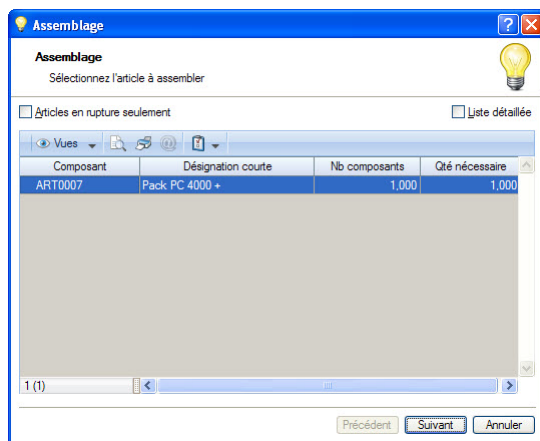 Assemblage
Assemblage
Sélectionnez l'article à assembler
Articles en rupture seulement
Liste détaillée
Vues
Composant Désignation courte Nb composants Qté nécessaire
ART0007 Pack PC 4000 + 1,000 1,000
1 (1)
Précédent Suivant Annuler